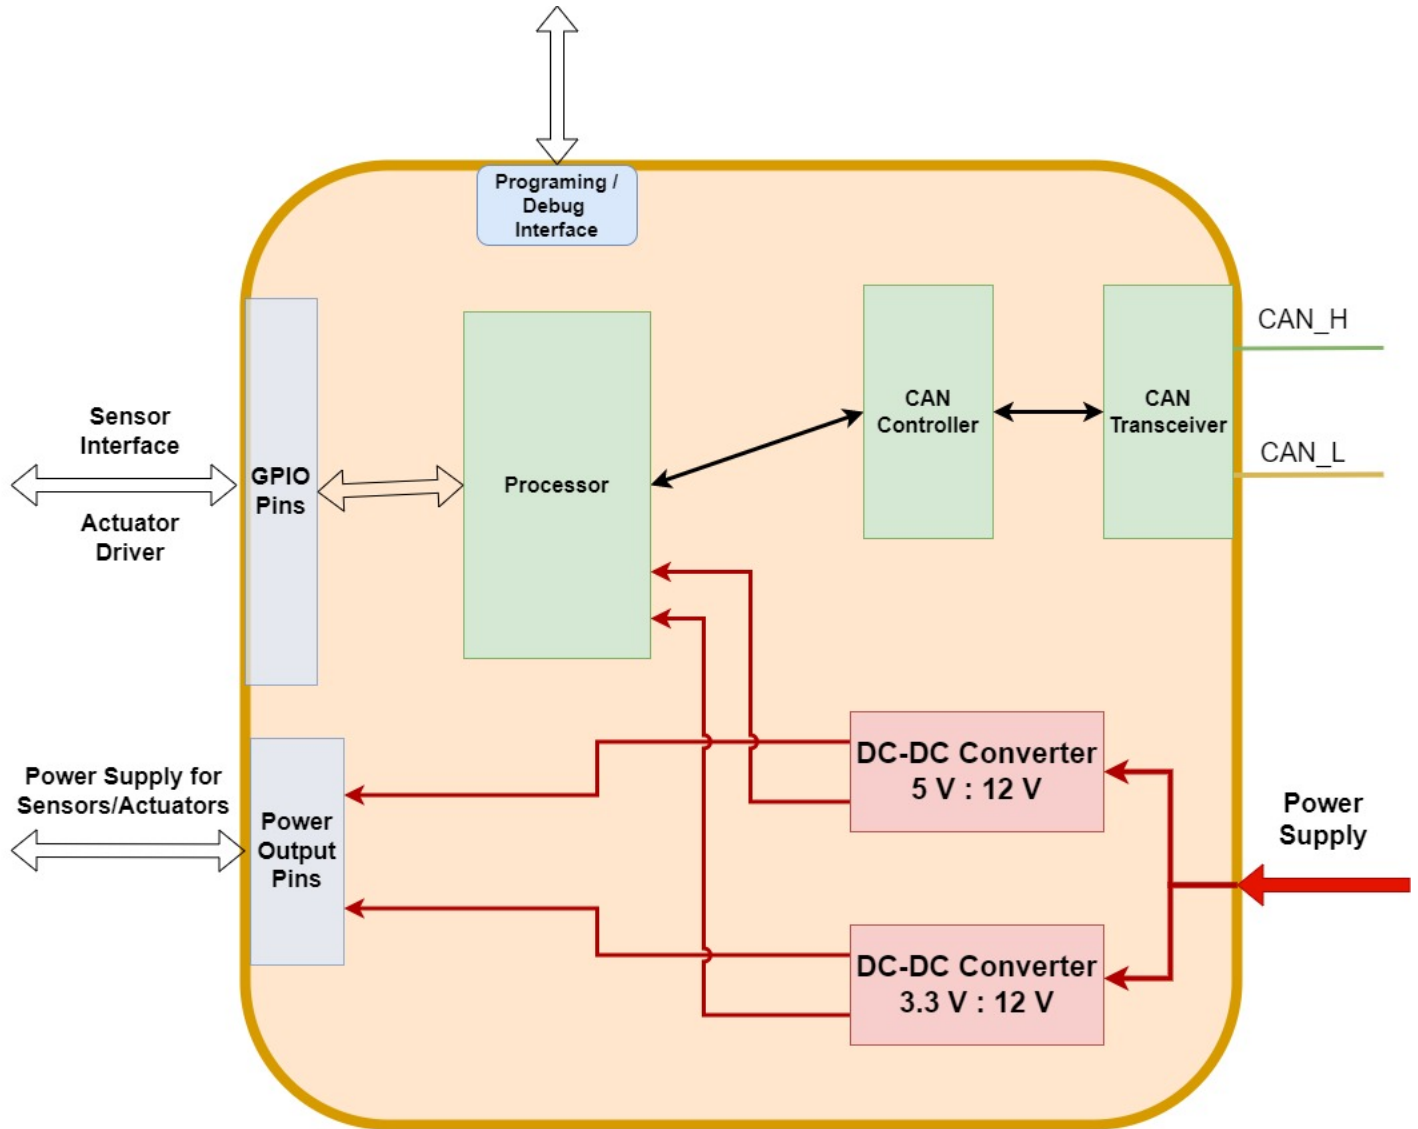 Programing /
Debug
Interface
CAN_H
CAN
Controller
CAN
Transceiver
Sensor
Interface
CAN_L
GPIO
Pins
Processor
Actuator
Driver
DC-DC Converter
5 V : 12 V
Power Supply for
Sensors/Actuators
Power
Supply
Power
Output
Pins
DC-DC Converter
3.3 V : 12 V